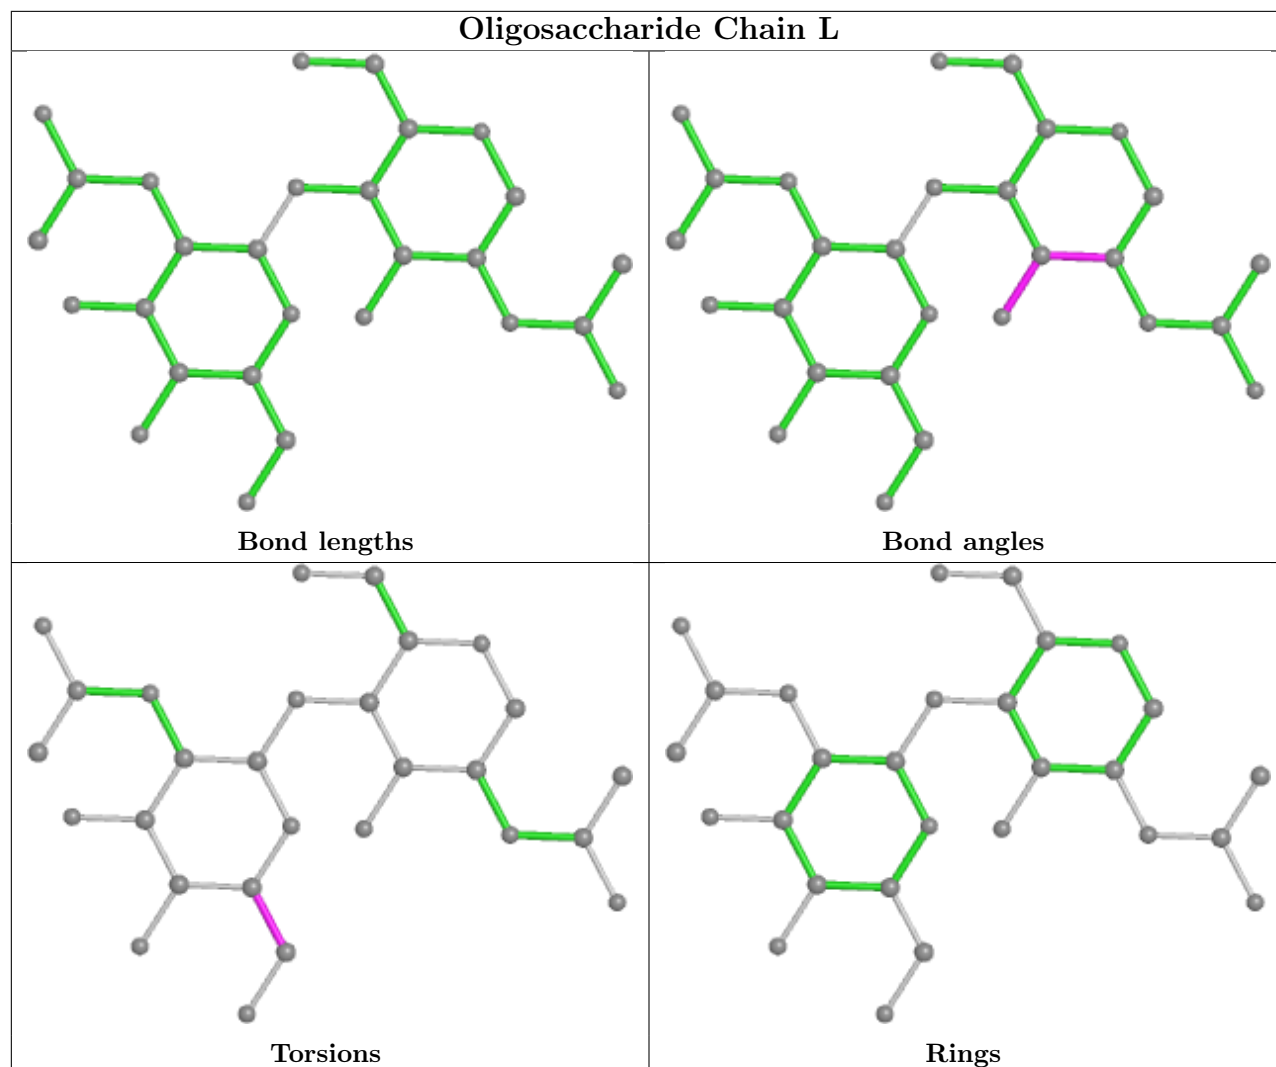 Oligosaccharide Chain L
Bond lengths
Bond angles
Torsions
Rings